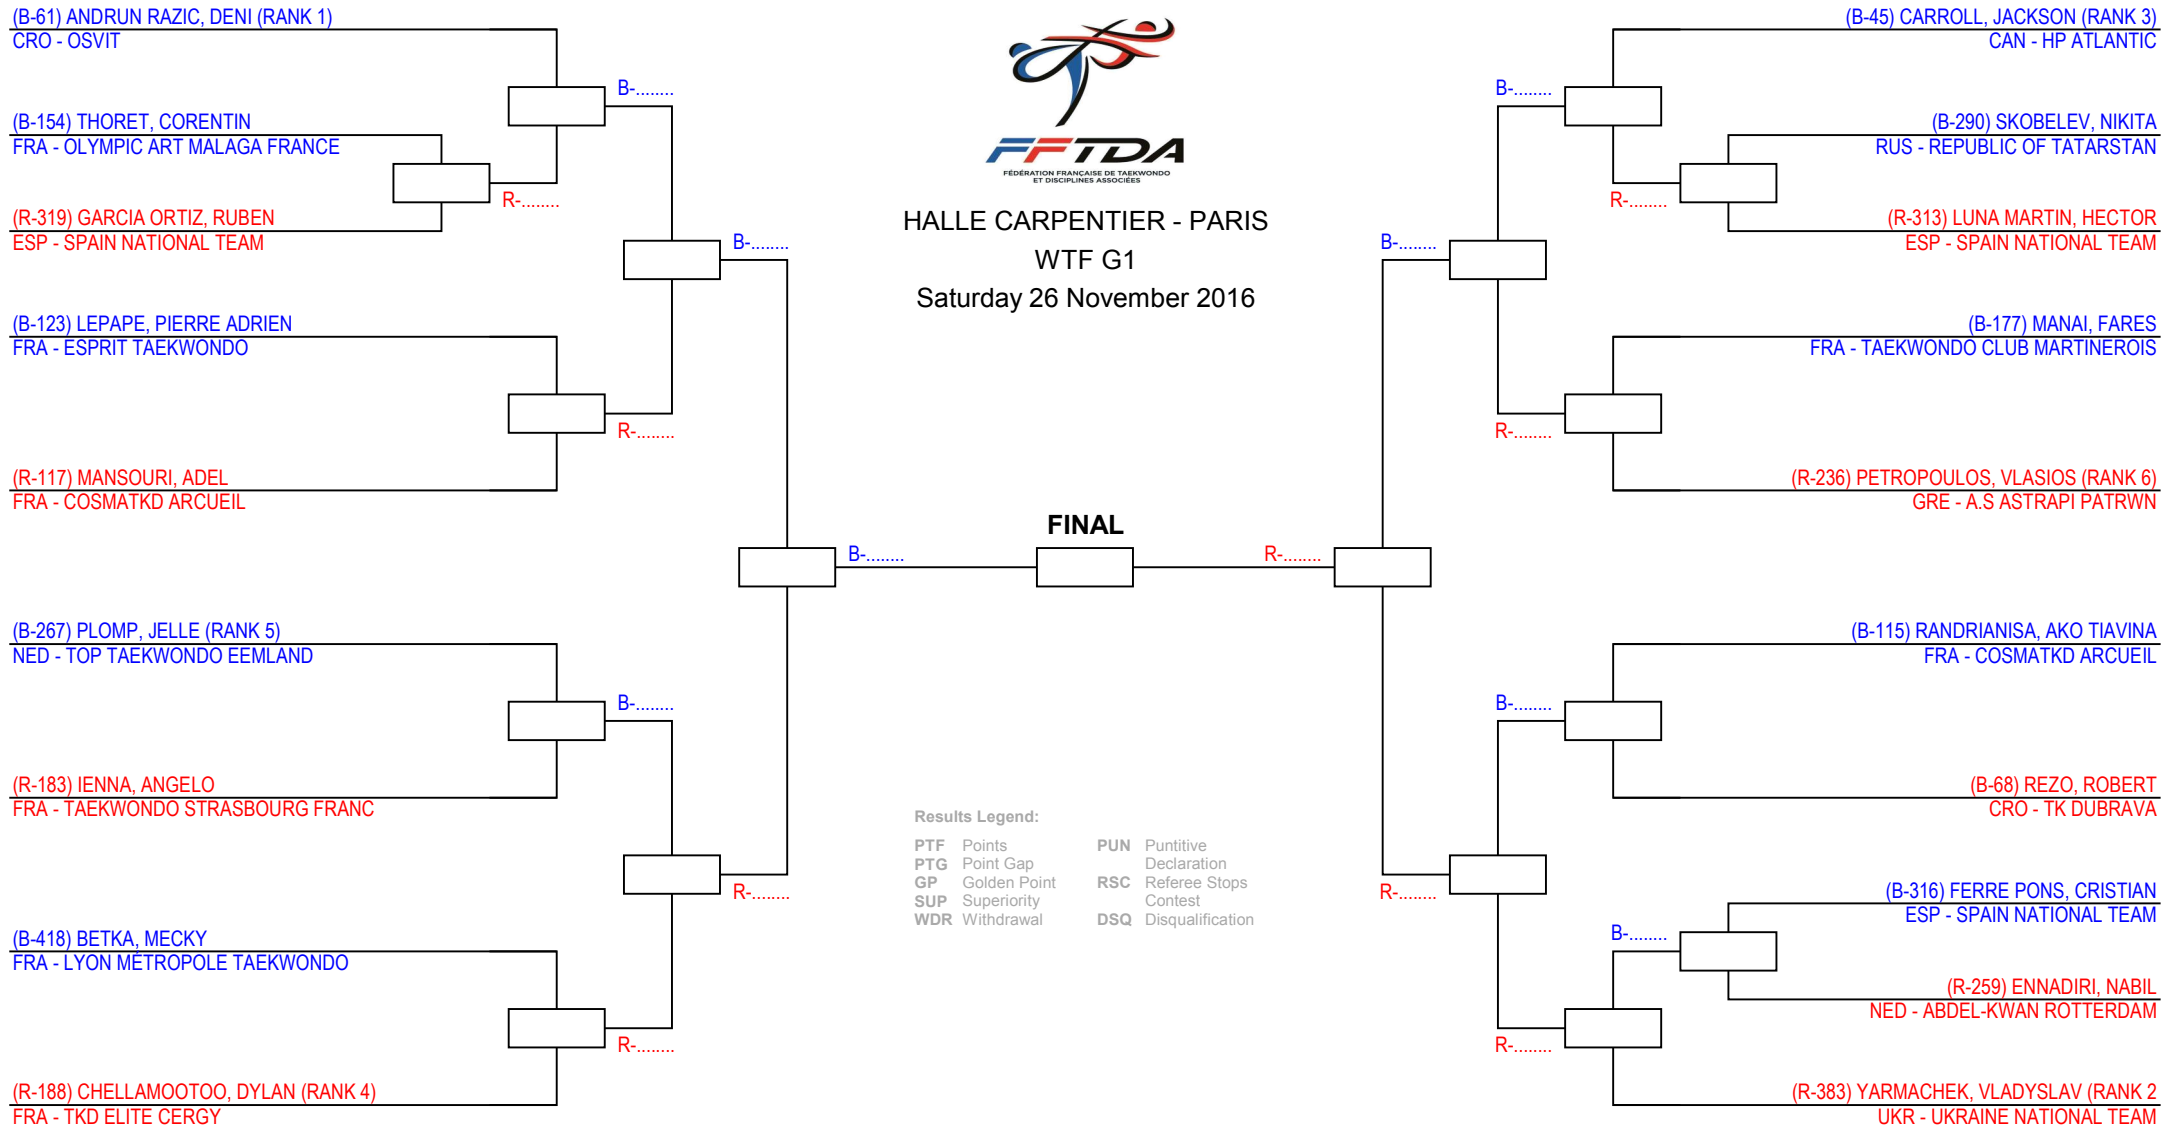 (B-61) ANDRUN RAZIC, DENI (RANK 1)
CRO - OSVIT
B-........
(B-154) THORET, CORENTIN
FRA - OLYMPIC ART MALAGA FRANCE
R-........
(R-319) GARCIA ORTIZ, RUBEN
ESP - SPAIN NATIONAL TEAM
B-........
(B-123) LEPAPE, PIERRE ADRIEN
FRA - ESPRIT TAEKWONDO
R-........
(R-117) MANSOURI, ADEL
FRA - COSMATKD ARCUEIL
B-........
(B-267) PLOMP, JELLE (RANK 5)
NED - TOP TAEKWONDO EEMLAND
B-........
(R-183) IENNA, ANGELO
FRA - TAEKWONDO STRASBOURG FRANC
R-........
(B-418) BETKA, MECKY
FRA - LYON MÉTROPOLE TAEKWONDO
R-........
(R-188) CHELLAMOOTOO, DYLAN (RANK 4)
FRA - TKD ELITE CERGY
FFTDA
FÉDÉRATION FRANÇAISE DE TAEKWONDO
ET DISCIPLINES ASSOCIÉES
HALLE CARPENTIER - PARIS
WTF G1
Saturday 26 November 2016
FINAL
Results Legend:
PTF Points
PTG Point Gap
GP Golden Point
SUP Superiority
WDR Withdrawal
PUN Puntitive
Declaration
RSC Referee Stops
Contest
DSQ Disqualification
(B-45) CARROLL, JACKSON (RANK 3)
CAN - HP ATLANTIC
B-........
(B-290) SKOBELEV, NIKITA
RUS - REPUBLIC OF TATARSTAN
R-........
(R-313) LUNA MARTIN, HECTOR
ESP - SPAIN NATIONAL TEAM
B-........
(B-177) MANAI, FARES
FRA - TAEKWONDO CLUB MARTINEROIS
R-........
(R-236) PETROPOULOS, VLASIOS (RANK 6)
GRE - A.S ASTRAPI PATRWN
R-........
(B-115) RANDRIANISA, AKO TIAVINA
FRA - COSMATKD ARCUEIL
B-........
(B-68) REZO, ROBERT
CRO - TK DUBRAVA
R-........
(B-316) FERRE PONS, CRISTIAN
ESP - SPAIN NATIONAL TEAM
B-........
(R-259) ENNADIRI, NABIL
NED - ABDEL-KWAN ROTTERDAM
R-........
(R-383) YARMACHEK, VLADYSLAV (RANK 2
UKR - UKRAINE NATIONAL TEAM